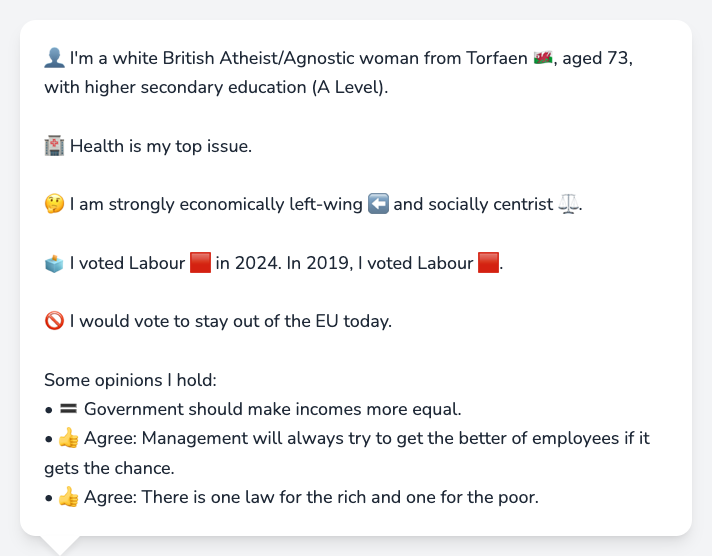 👤 I'm a white British Atheist/Agnostic woman from Torfaen 🏴󠁧󠁢󠁷󠁬󠁳󠁿, aged 73,
with higher secondary education (A Level).
🏥 Health is my top issue.
🤔 I am strongly economically left-wing ⬅️ and socially centrist ⚖️.
🗳️ I voted Labour 🟥 in 2024. In 2019, I voted Labour 🟥.
🚫 I would vote to stay out of the EU today.
Some opinions I hold:
• 🟰 Government should make incomes more equal.
• 👍 Agree: Management will always try to get the better of employees if it
gets the chance.
• 👍 Agree: There is one law for the rich and one for the poor.